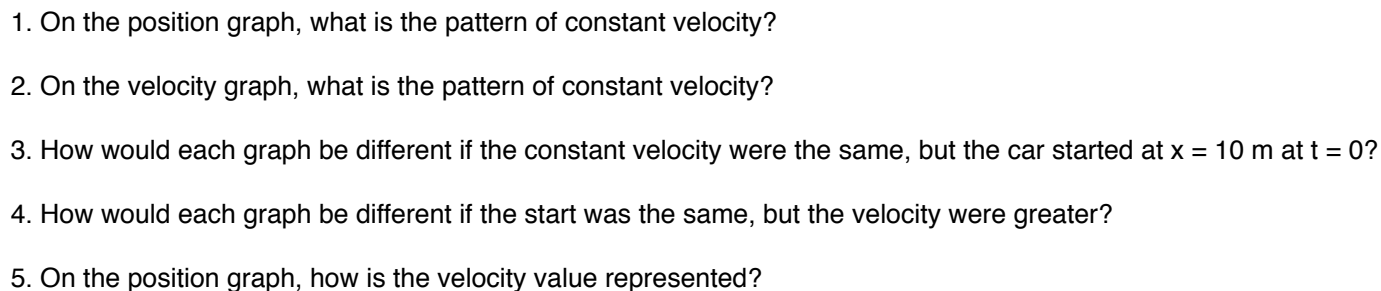 1. On the position graph, what is the pattern of constant velocity?
2. On the velocity graph, what is the pattern of constant velocity?
3. How would each graph be different if the constant velocity were the same, but the car started at x = 10 m at t = 0?
4. How would each graph be different if the start was the same, but the velocity were greater?
5. On the position graph, how is the velocity value represented?